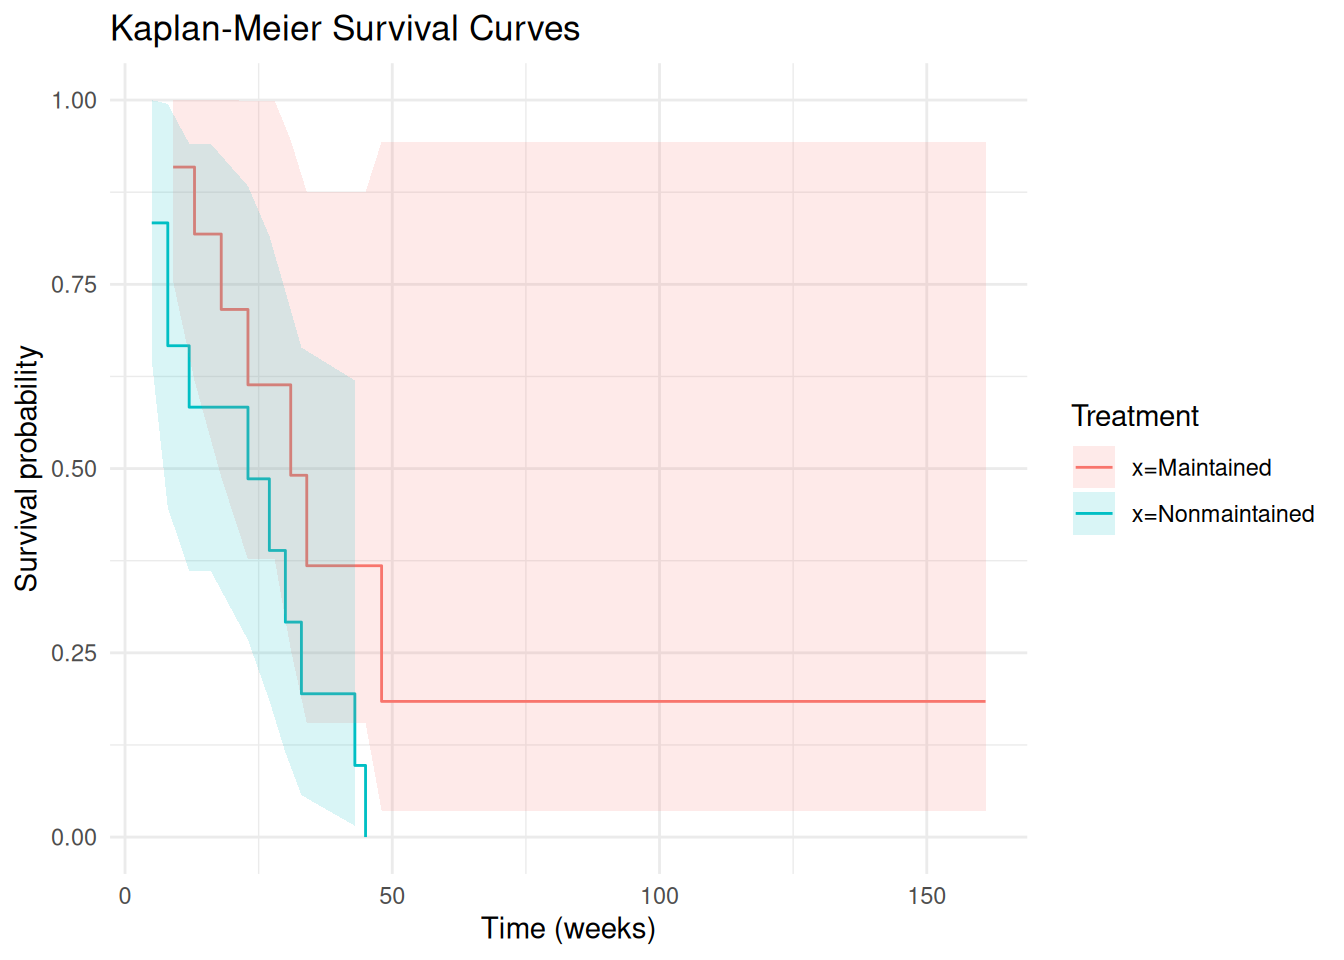 Kaplan-Meier Survival Curves
1.00
0.75
0.50
0.25
0.00
Survival probability
0
50
100
150
Time (weeks)
Treatment
x=Maintained
x=Nonmaintained